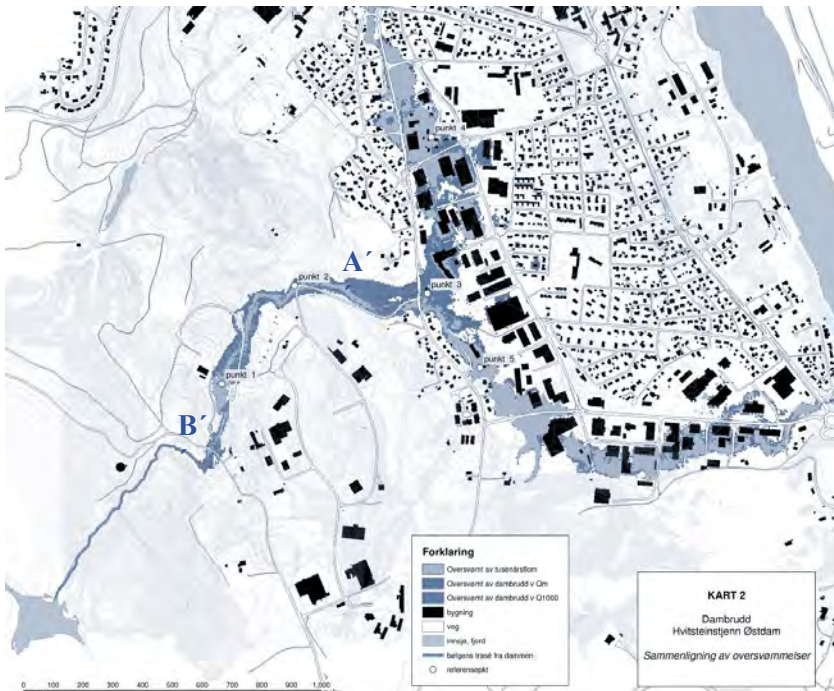 punkt 4
A´
punkt 2
punkt 3
punkt 5
punkt 1
B´
Forklaring
Oversvømt av tusenårsflom
Oversvømt av dambrudd v Qm
Oversvømt av dambrudd v Q1000
bygning
veg
innsjø, fjord
bølgens trasé fra dammen
referansepkt
KART 2
Dambrudd
Hvitsteinstjenn Østdam
Sammenligning av oversvømmelser
0 100 200 300 400 500 600 700 800 900 1,000